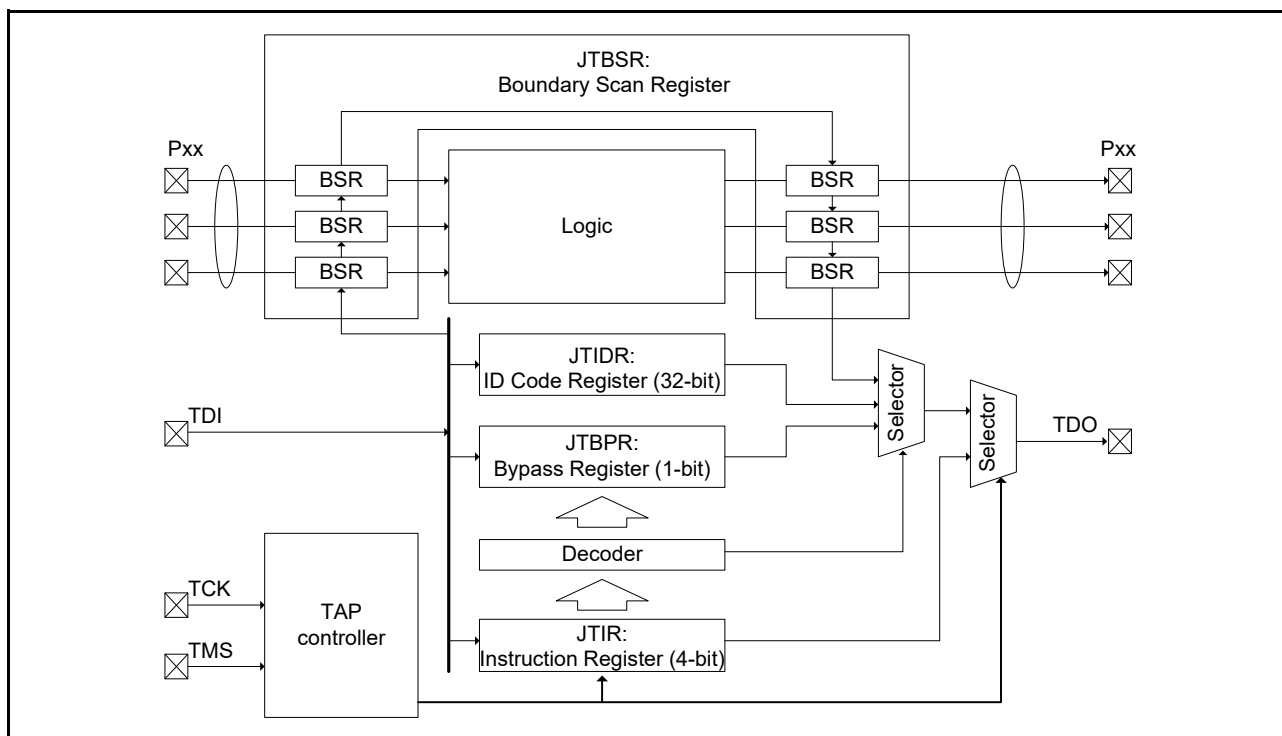 JTBSR:
Boundary Scan Register
Pxx
Pxx
BSR
BSR
BSR
BSR
Logic
BSR
BSR
JTIDR:
ID Code Register (32-bit)
TDI
JTBPR:
Bypass Register (1-bit)
Selector
Selector
TDO
Decoder
TCK
TMS
TAP
controller
JTIR:
Instruction Register (4-bit)